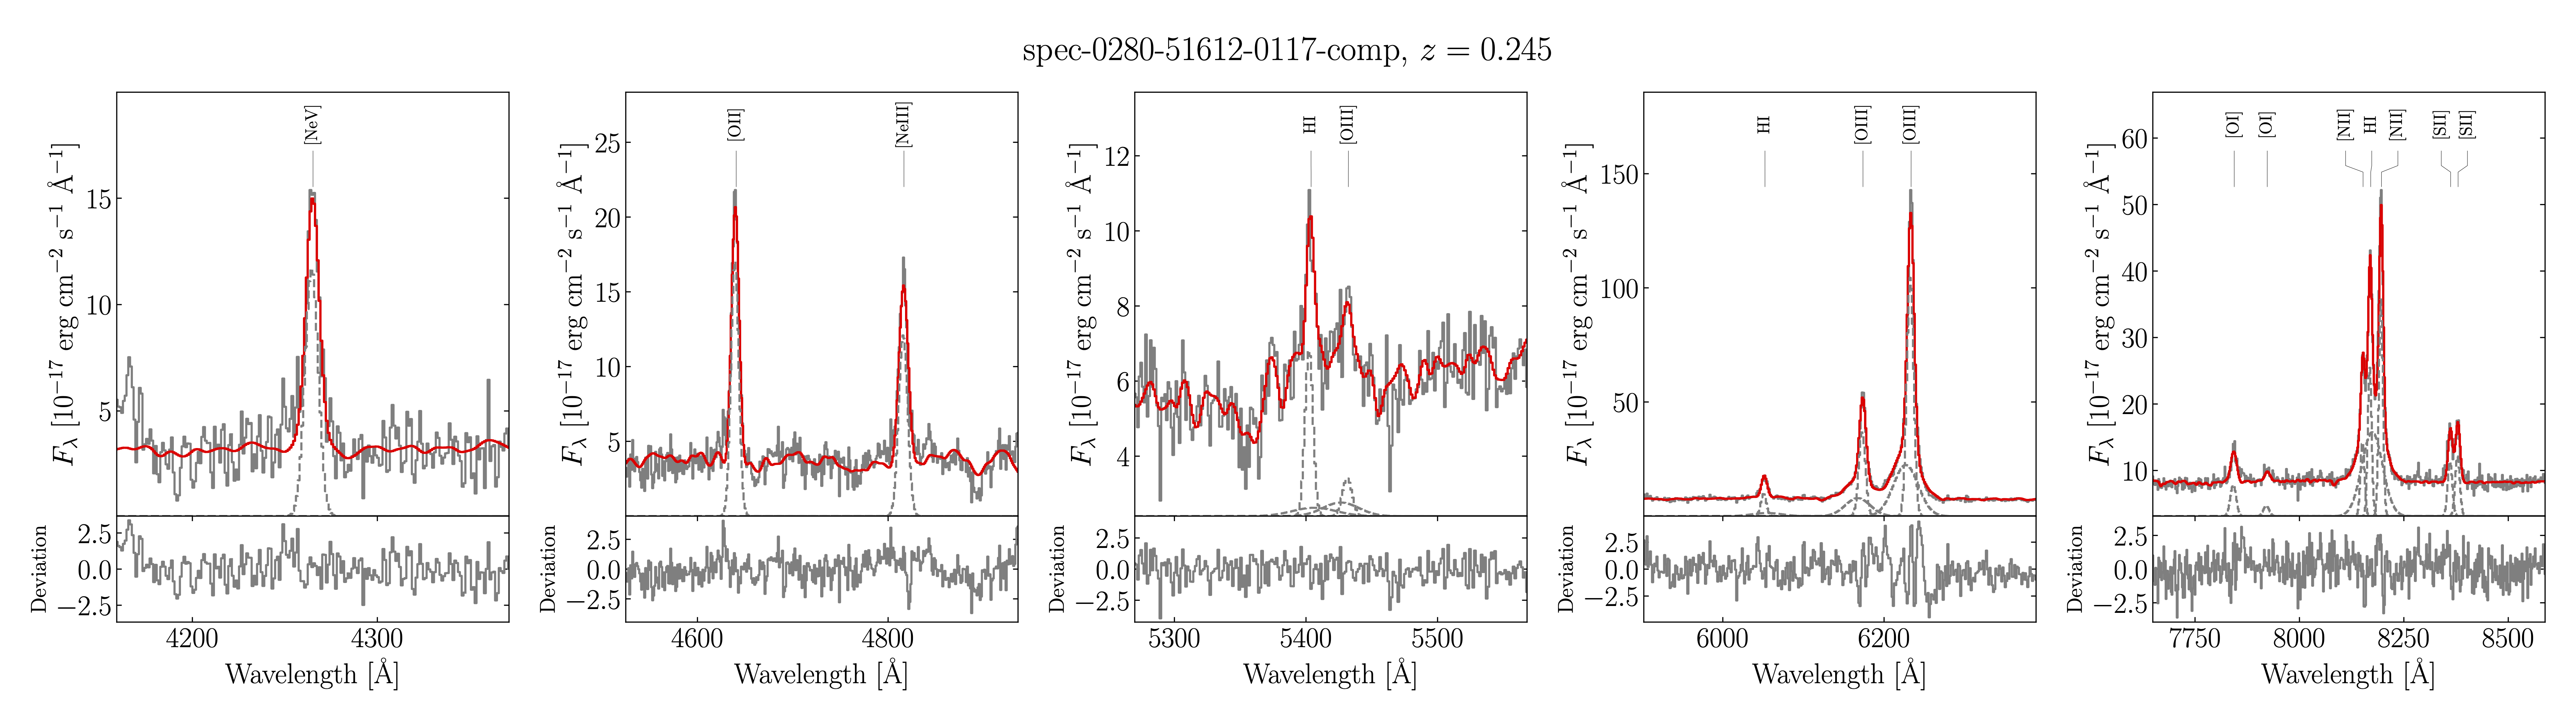 spec-0280-51612-0117-comp, z = 0.245
[NeV]
15
10
5
F_λ [10^−17 erg cm^−2 s^−1 Å^−1]
2.5
0.0
−2.5
Deviation
4200 4300
Wavelength [Å]
[OII] [NeIII]
25
20
15
10
5
F_λ [10^−17 erg cm^−2 s^−1 Å^−1]
2.5
0.0
−2.5
Deviation
4600 4800
Wavelength [Å]
HI [OIII]
12
10
8
6
4
F_λ [10^−17 erg cm^−2 s^−1 Å^−1]
2.5
0.0
−2.5
Deviation
5300 5400 5500
Wavelength [Å]
HI [OIII] [OIII]
150
100
50
F_λ [10^−17 erg cm^−2 s^−1 Å^−1]
2.5
0.0
−2.5
Deviation
6000 6200
Wavelength [Å]
[OI] [OI] [NII] HI [NII] [SII] [SII]
60
50
40
30
20
10
F_λ [10^−17 erg cm^−2 s^−1 Å^−1]
2.5
0.0
−2.5
Deviation
7750 8000 8250 8500
Wavelength [Å]